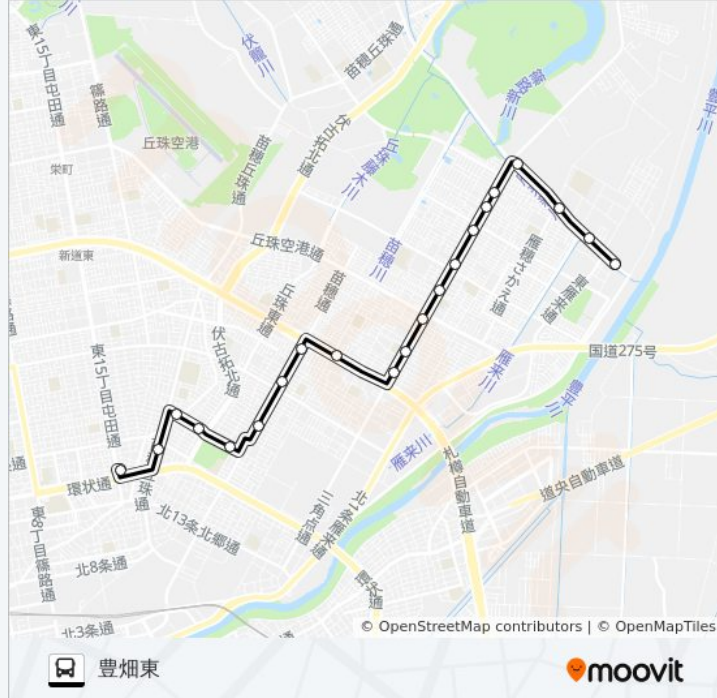 東15丁目屯田通
篠路通
伏籠川
苗穂丘珠通
伏古拓北通
篠路新川
豊平川
丘珠空港
栄町
苗穂丘珠通
丘珠藤木川
新道東
丘珠空港通
苗穂川
苗穂通
丘珠東通
雁穂さかえ通
東雁来通
伏古拓北通
東15丁目屯田通
雁来川
国道275号
豊平川
環状通
珠通
雁来川
札樽自動車道
道央自動車道
北13条北郷通
三角点通
北1条雁来通
東8丁目篠路通
北8条通
環状通
北3条通
© OpenStreetMap contributors | © OpenMapTiles
豊畑東
moovit